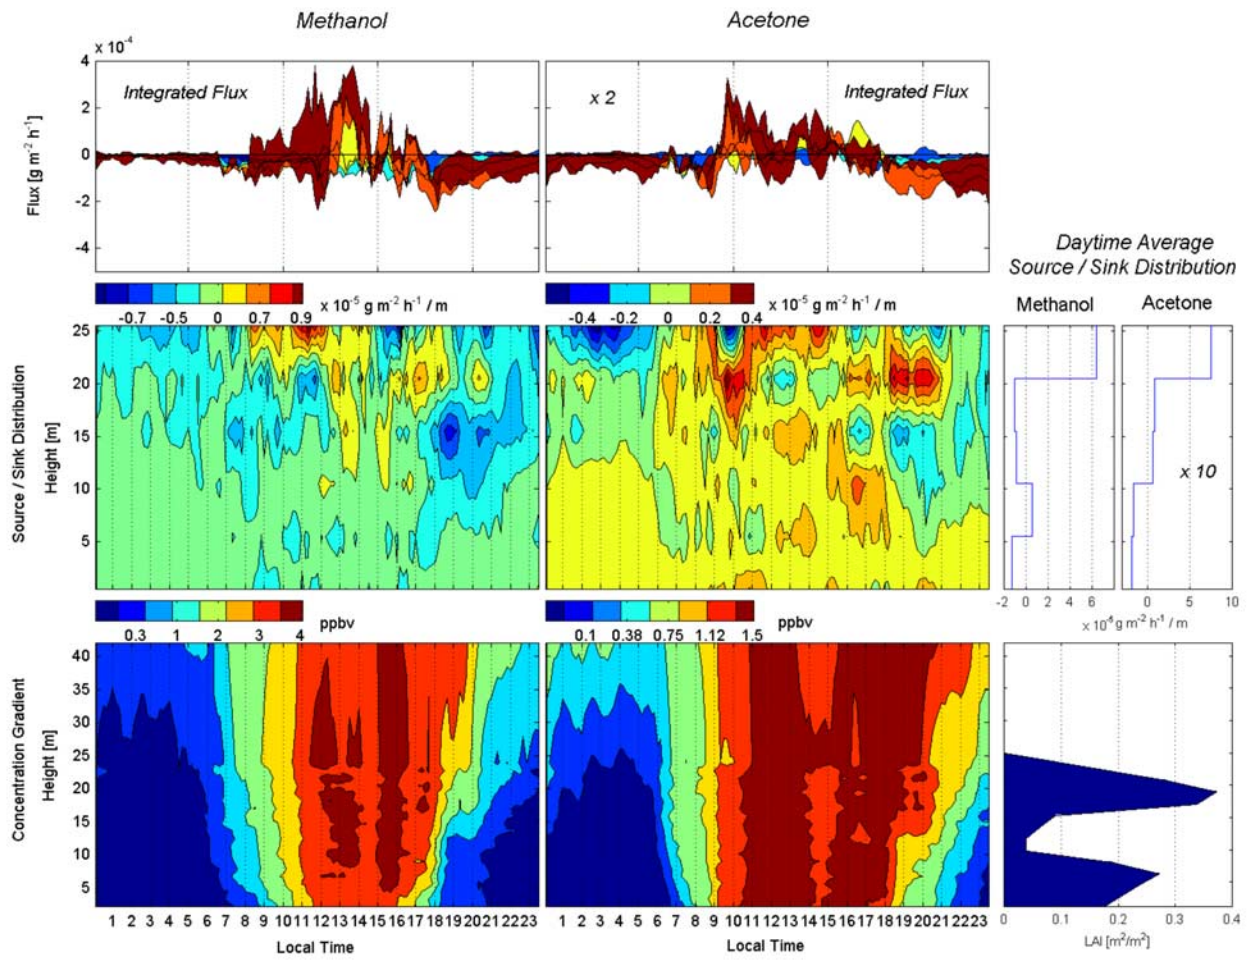 Methanol
Acetone
x 10⁻⁴
4
2
0
-2
-4
Flux [g m⁻² h⁻¹]
Integrated Flux
x 2
Integrated Flux
-0.7 -0.5 0 0.7 0.9
x 10⁻⁵ g m⁻² h⁻¹ / m
-0.4 -0.2 0 0.2 0.4
x 10⁻⁵ g m⁻² h⁻¹ / m
Daytime Average
Source / Sink Distribution
Methanol
Acetone
Source / Sink Distribution
Height [m]
25
20
15
10
5
x 10
-2 0 2 4 6
0 5 10
x 10⁻⁶ g m⁻² h⁻¹ / m
0.3 1 2 3 4
ppbv
0.1 0.38 0.75 1.12 1.5
ppbv
Concentration Gradient
Height [m]
40
35
30
25
20
15
10
5
1 2 3 4 5 6 7 8 9 10 11 12 13 14 15 16 17 18 19 20 21 22 23
1 2 3 4 5 6 7 8 9 10 11 12 13 14 15 16 17 18 19 20 21 22 23
0 0.1 0.2 0.3 0.4
Local Time
Local Time
LAI [m²/m²]